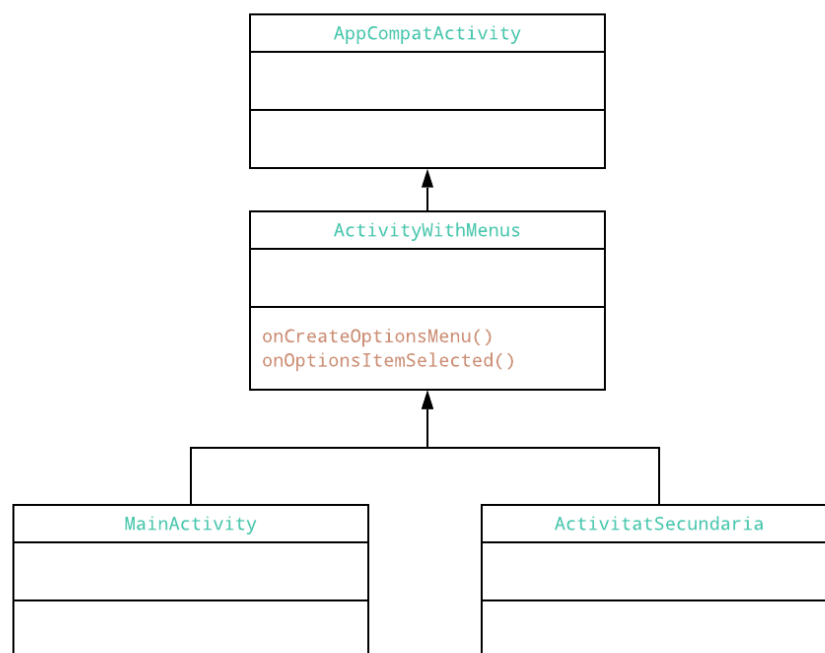 AppCompatActivity
ActivityWithMenus
onCreateOptionsMenu()
onOptionsItemSelected()
MainActivity
ActivitatSecundaria